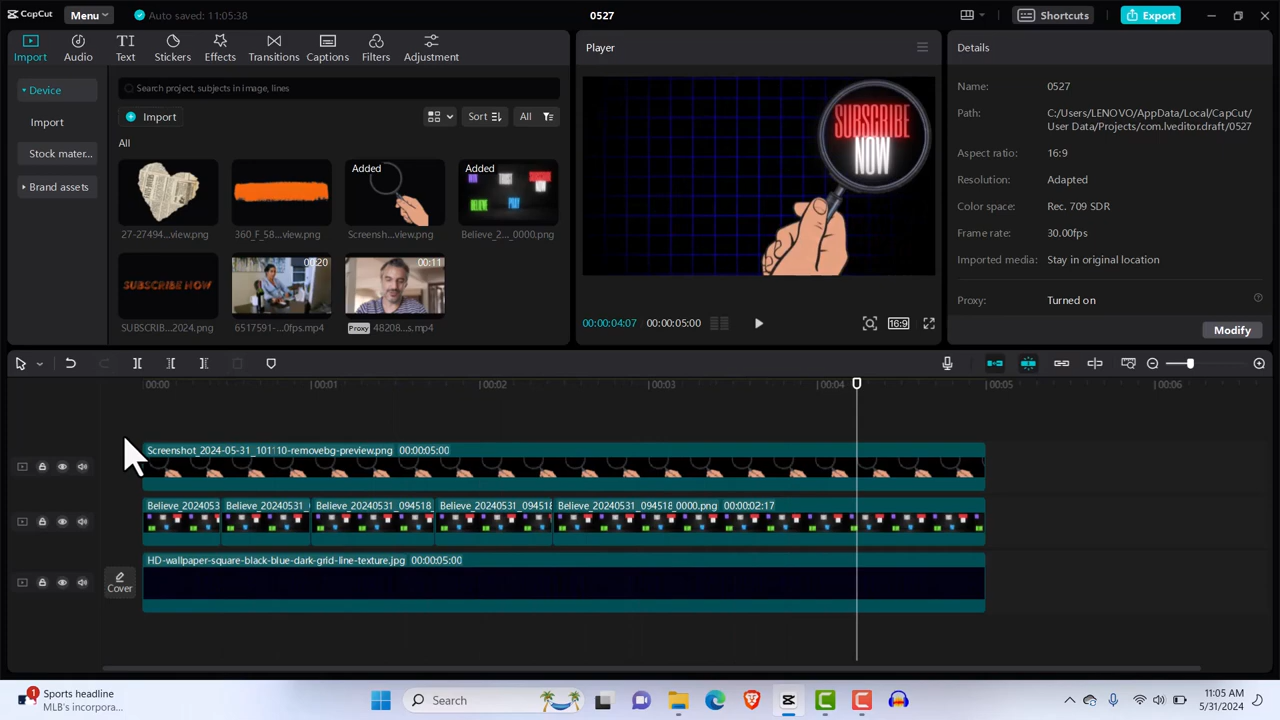 CapCut
Menu
Auto saved: 11:05:38
0527
Shortcuts
Export
Import
Audio
Text
Stickers
Effects
Transitions
Captions
Filters
Adjustment
Device
Import
Stock mater...
Brand assets
Search project, subjects in image, lines
Import
Sort
All
All
27-27494...view.png
360_F_58...view.png
Added
Screensh...view.png
Added
Believe_2..._0000.png
SUBSCRIBE NOW
SUBSCRIB...2024.png
00:20
6517591-...0fps.mp4
00:11
Proxy
48208...s.mp4
Player
SUBSCRIBE
NOW
00:00:04:07
00:00:05:00
16:9
Details
Name:
0527
Path:
C:/Users/LENOVO/AppData/Local/CapCut/
User Data/Projects/com.lveditor.draft/0527
Aspect ratio:
16:9
Resolution:
Adapted
Color space:
Rec. 709 SDR
Frame rate:
30.00fps
Imported media:
Stay in original location
Proxy:
Turned on
Modify
00:00
00:01
00:02
00:03
00:04
00:05
00:06
Screenshot_2024-05-31_101110-removebg-preview.png 00:00:05:00
Believe_20240531
Believe_20240531_
Believe_20240531_094518_
Believe_20240531_094518
Believe_20240531_094518_0000.png 00:00:02:17
Cover
HD-wallpaper-square-black-blue-dark-grid-line-texture.jpg 00:00:05:00
1
Sports headline
MLB's incorpora...
Search
11:05 AM
5/31/2024